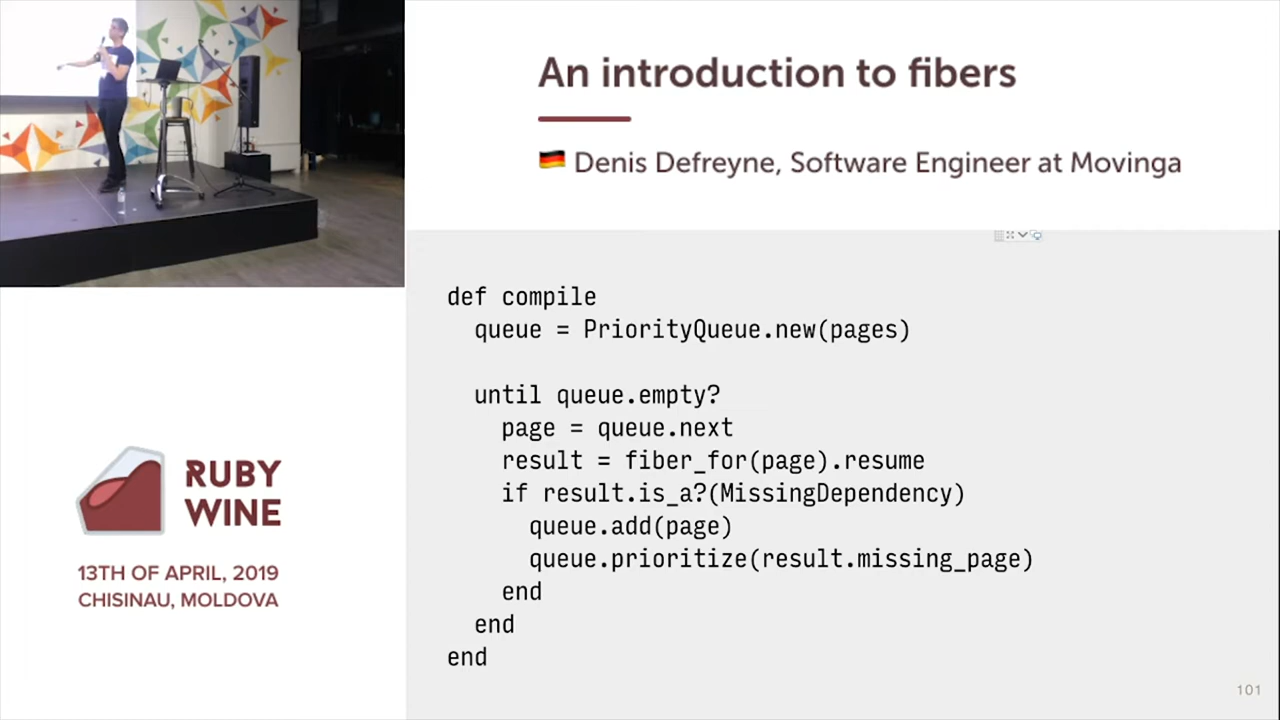 An introduction to fibers
🇩🇪 Denis Defreyne, Software Engineer at Movinga
def compile
  queue = PriorityQueue.new(pages)
  until queue.empty?
    page = queue.next
    result = fiber_for(page).resume
    if result.is_a?(MissingDependency)
      queue.add(page)
      queue.prioritize(result.missing_page)
    end
  end
end
101
RUBY
WINE
13TH OF APRIL, 2019
CHISINAU, MOLDOVA